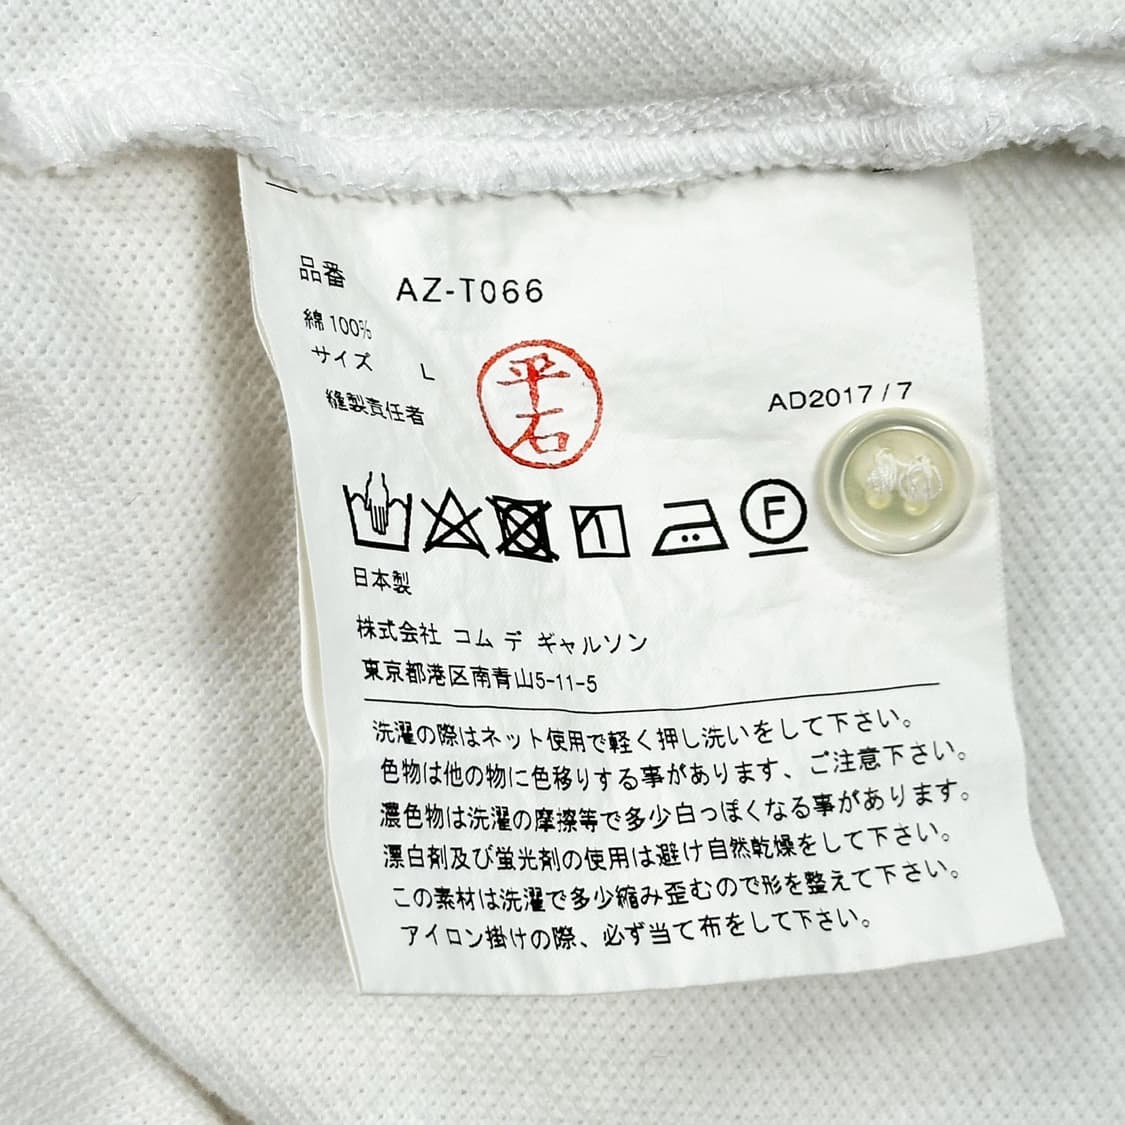 品番 AZ-T066
綿100%
サイズ L
縫製責任者
平石
AD2017/7
F
日本製
株式会社 コム デ ギャルソン
東京都港区南青山5-11-5
洗濯の際はネット使用で軽く押し洗いをして下さい。
色物は他の物に色移りする事があります、ご注意下さい。
濃色物は洗濯の摩擦等で多少白っぽくなる事があります。
漂白剤及び蛍光剤の使用は避け自然乾燥をして下さい。
この素材は洗濯で多少縮み歪むので形を整えて下さい。
アイロン掛けの際、必ず当て布をして下さい。